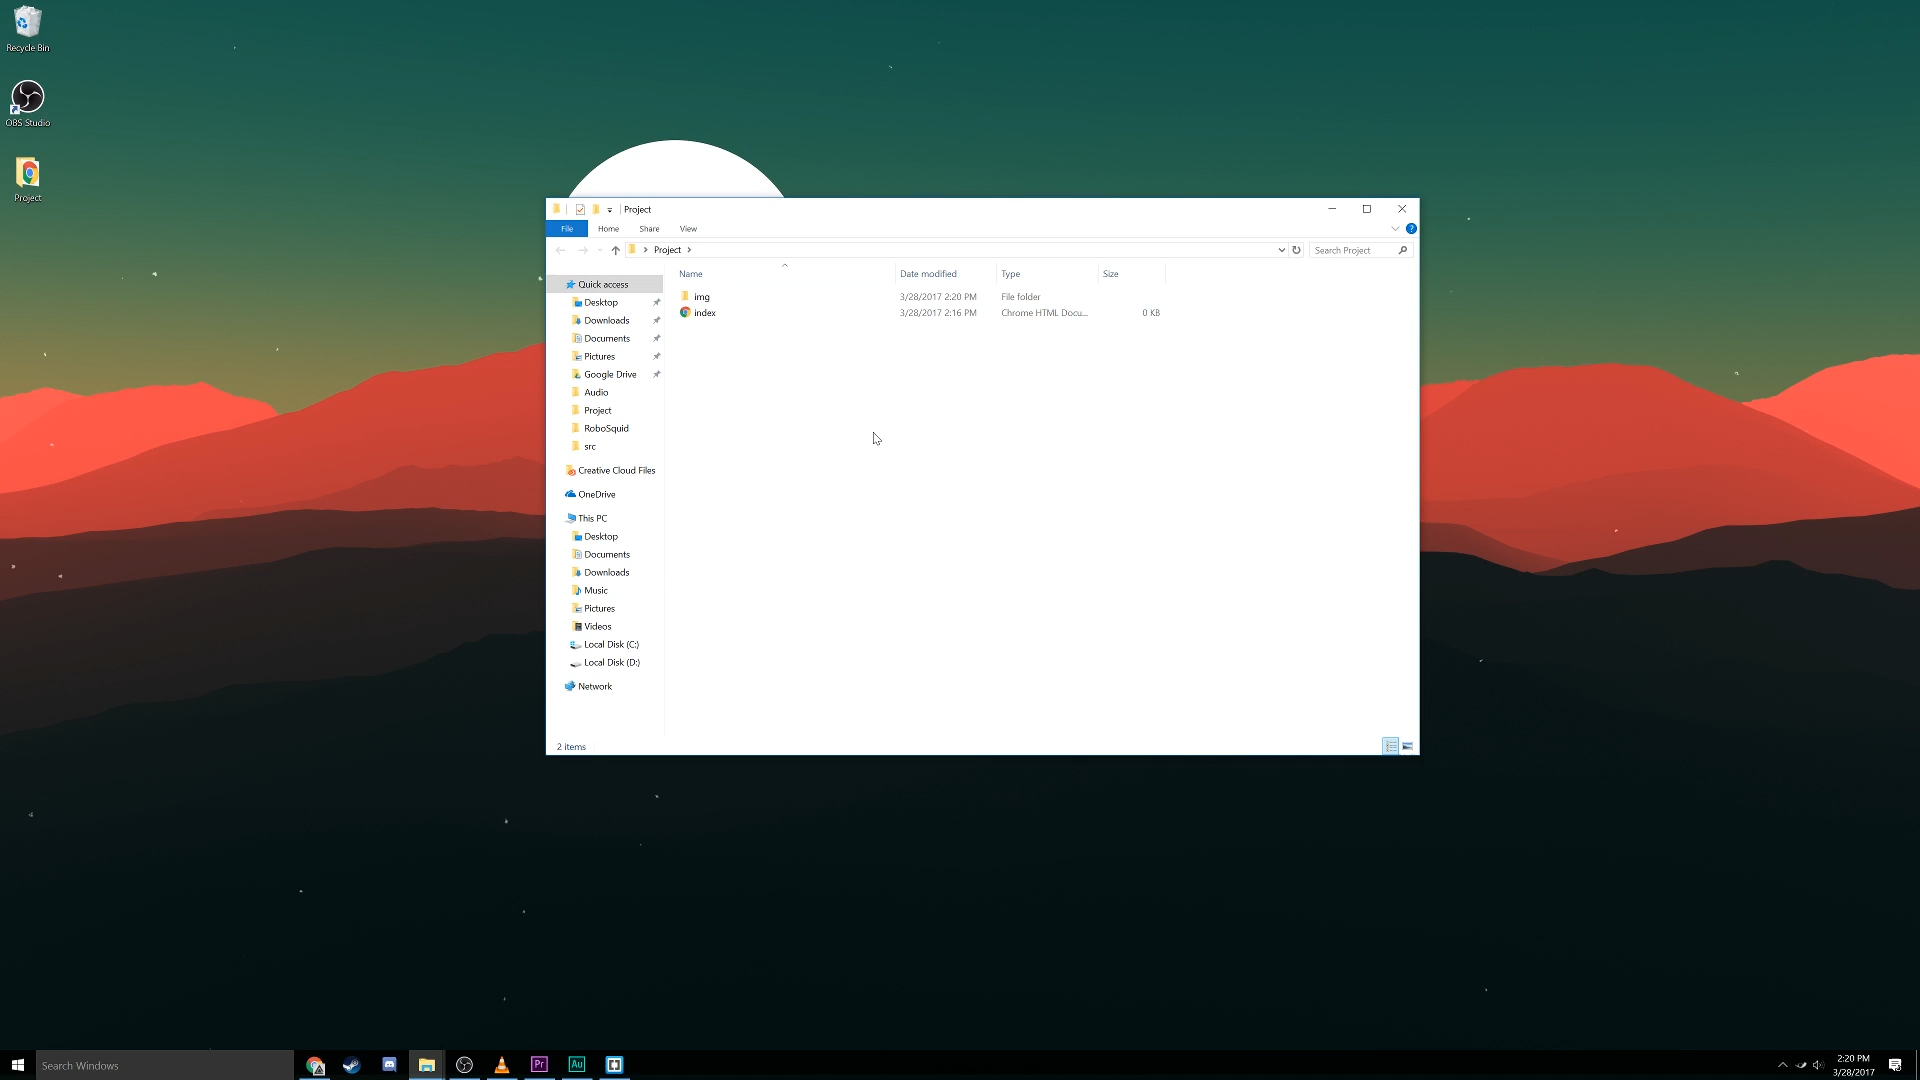 Recycle Bin
OBS Studio
Project
Project
File Home Share View
Project
Search Project
Name Date modified Type Size
img 3/28/2017 2:20 PM File folder
index 3/28/2017 2:16 PM Chrome HTML Docu... 0 KB
Quick access
Desktop
Downloads
Documents
Pictures
Google Drive
Audio
Project
RoboSquid
src
Creative Cloud Files
OneDrive
This PC
Desktop
Documents
Downloads
Music
Pictures
Videos
Local Disk (C:)
Local Disk (D:)
Network
2 items
Search Windows
Pr
Au
2:20 PM
3/28/2017